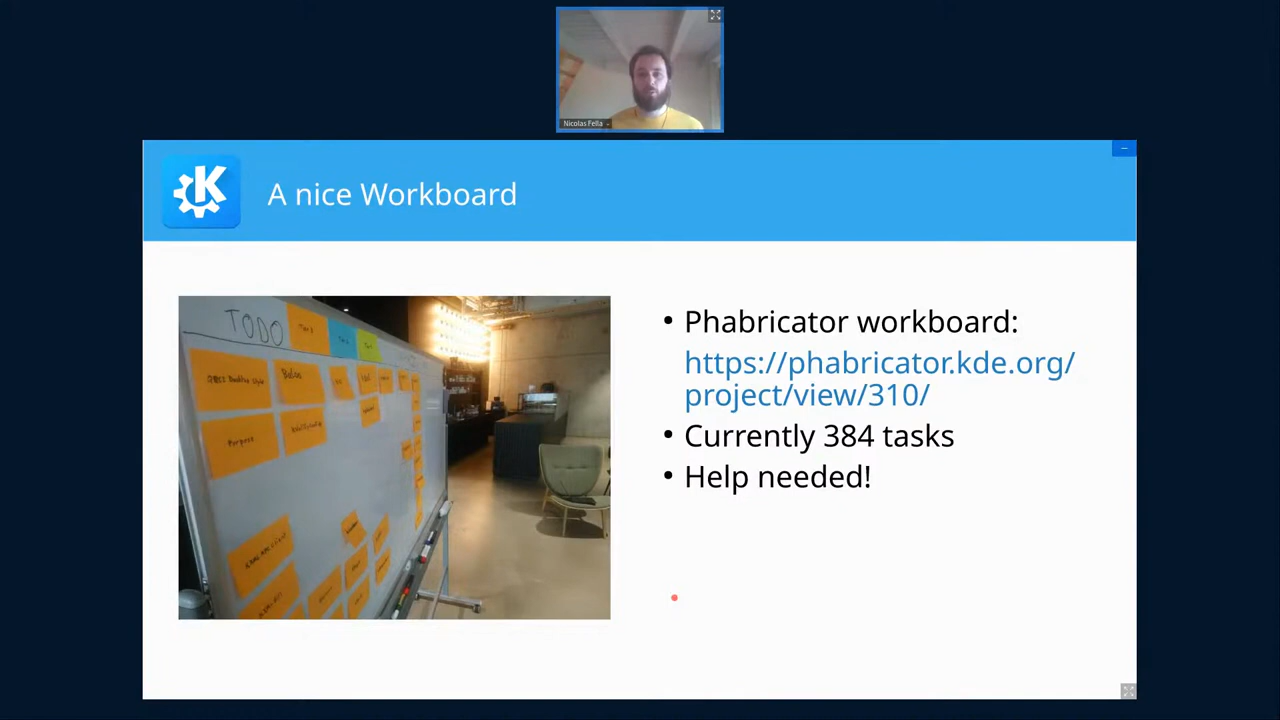 Nicolas Fella
A nice Workboard
TODO
Purpose
Phabricator workboard:
https://phabricator.kde.org/
project/view/310/
Currently 384 tasks
Help needed!